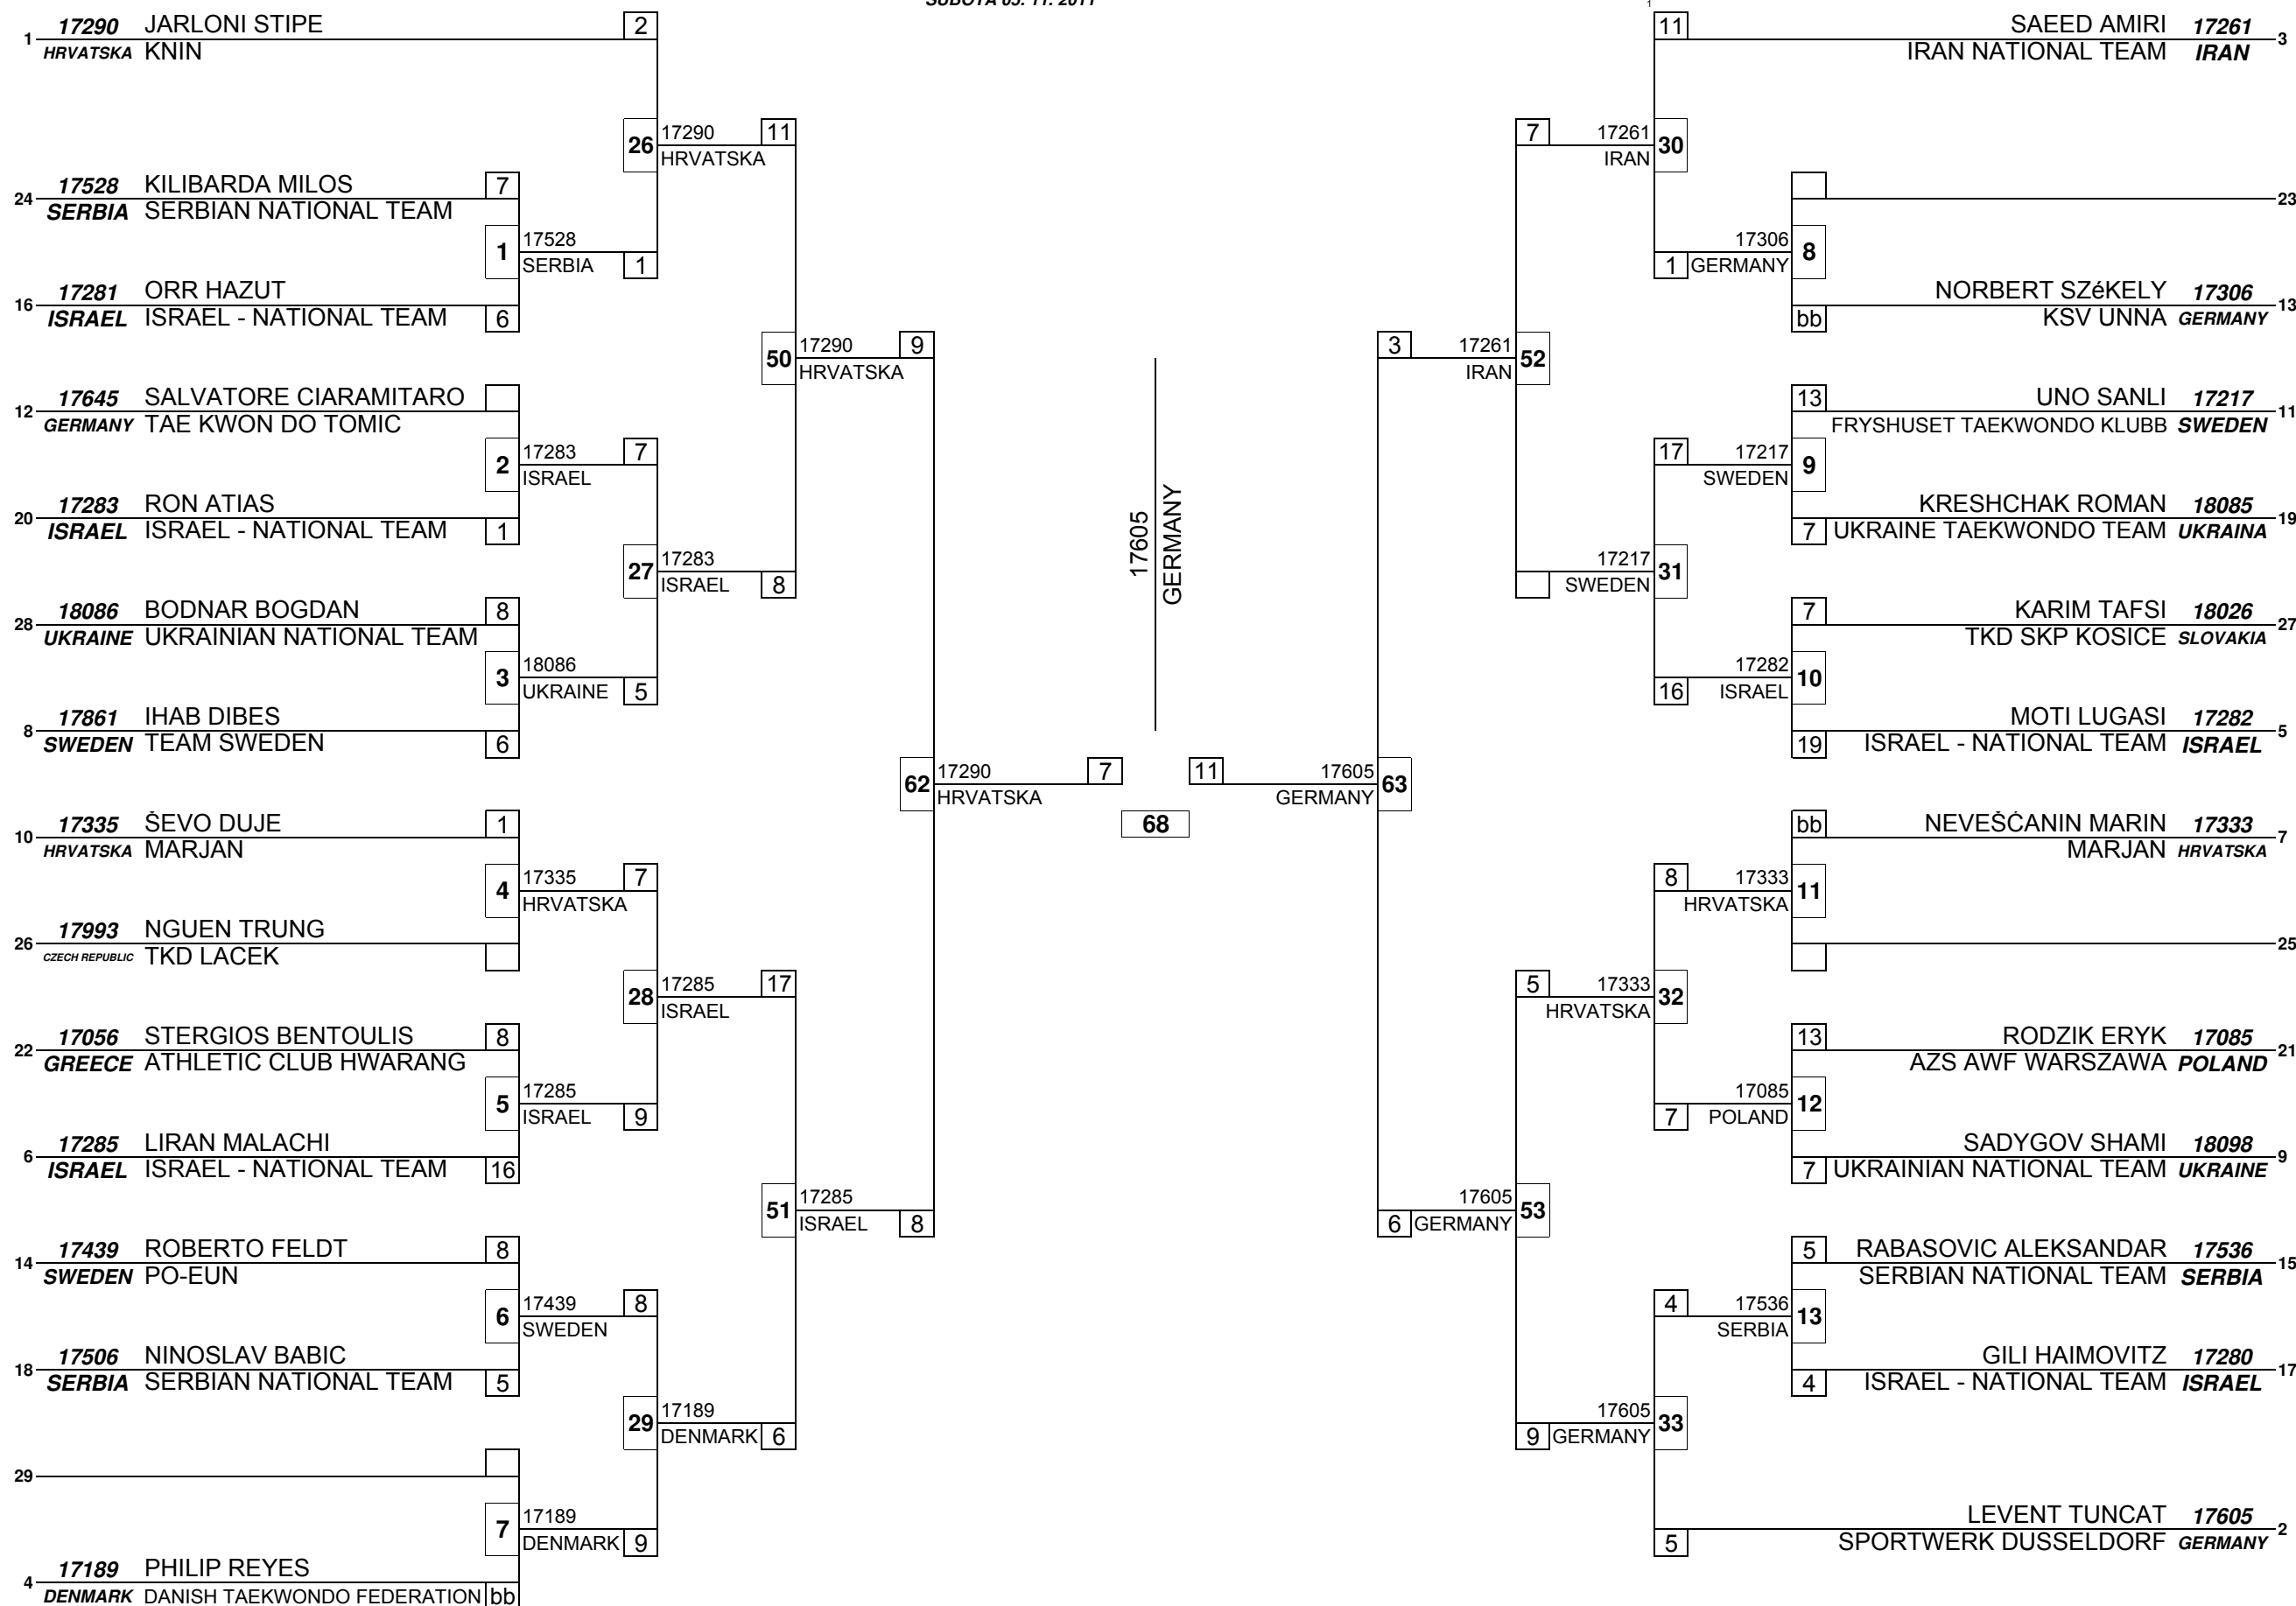 SUBOTA 05. 11. 2011
1
1 17290 JARLONI STIPE 2
HRVATSKA KNIN
26 17290 11
HRVATSKA
24 17528 KILIBARDA MILOS 7
SERBIA SERBIAN NATIONAL TEAM
1 17528
SERBIA 1
16 17281 ORR HAZUT
ISRAEL ISRAEL - NATIONAL TEAM 6
50 17290 9
HRVATSKA
12 17645 SALVATORE CIARAMITARO
GERMANY TAE KWON DO TOMIC
2 17283 7
ISRAEL
20 17283 RON ATIAS
ISRAEL ISRAEL - NATIONAL TEAM 1
27 17283
ISRAEL 8
28 18086 BODNAR BOGDAN 8
UKRAINE UKRAINIAN NATIONAL TEAM
3 18086
UKRAINE 5
8 17861 IHAB DIBES
SWEDEN TEAM SWEDEN 6
62 17290 7
HRVATSKA
10 17335 ŠEVO DUJE 1
HRVATSKA MARJAN
4 17335 7
HRVATSKA
26 17993 NGUEN TRUNG
CZECH REPUBLIC TKD LACEK
28 17285 17
ISRAEL
22 17056 STERGIOS BENTOULIS 8
GREECE ATHLETIC CLUB HWARANG
5 17285
ISRAEL 9
6 17285 LIRAN MALACHI
ISRAEL ISRAEL - NATIONAL TEAM 16
51 17285
ISRAEL 8
14 17439 ROBERTO FELDT 8
SWEDEN PO-EUN
6 17439 8
SWEDEN
18 17506 NINOSLAV BABIC
SERBIA SERBIAN NATIONAL TEAM 5
29 17189
DENMARK 6
29
7 17189
DENMARK 9
4 17189 PHILIP REYES
DENMARK DANISH TAEKWONDO FEDERATION bb
17605
GERMANY
68
11 SAEED AMIRI 17261 3
IRAN NATIONAL TEAM IRAN
7 17261 30
IRAN
23
17306 8
1 GERMANY
NORBERT SZéKELY 17306 13
bb KSV UNNA GERMANY
3 17261 52
IRAN
13 UNO SANLI 17217 11
FRYSHUSET TAEKWONDO KLUBB SWEDEN
17 17217 9
SWEDEN
KRESHCHAK ROMAN 18085 19
7 UKRAINE TAEKWONDO TEAM UKRAINA
17217 31
SWEDEN
7 KARIM TAFSI 18026 27
TKD SKP KOSICE SLOVAKIA
17282 10
16 ISRAEL
MOTI LUGASI 17282 5
19 ISRAEL - NATIONAL TEAM ISRAEL
11 17605 63
GERMANY
bb NEVEŠĆANIN MARIN 17333 7
MARJAN HRVATSKA
8 17333 11
HRVATSKA
25
5 17333 32
HRVATSKA
13 RODZIK ERYK 17085 21
AZS AWF WARSZAWA POLAND
17085 12
7 POLAND
SADYGOV SHAMI 18098 9
7 UKRAINIAN NATIONAL TEAM UKRAINE
17605 53
6 GERMANY
5 RABASOVIC ALEKSANDAR 17536 15
SERBIAN NATIONAL TEAM SERBIA
4 17536 13
SERBIA
GILI HAIMOVITZ 17280 17
4 ISRAEL - NATIONAL TEAM ISRAEL
17605 33
9 GERMANY
LEVENT TUNCAT 17605 2
5 SPORTWERK DUSSELDORF GERMANY